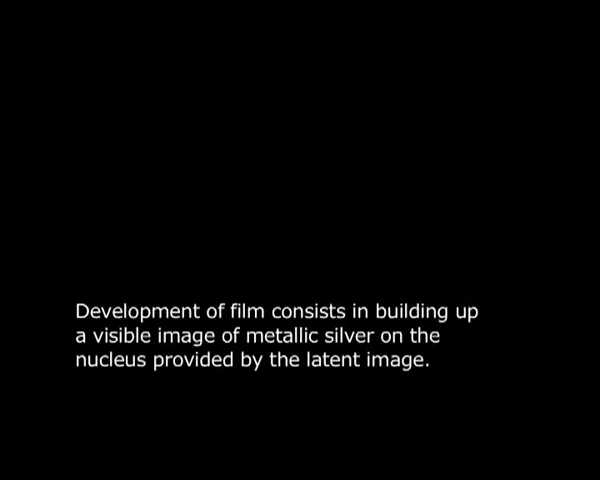 Development of film consists in building up
a visible image of metallic silver on the
nucleus provided by the latent image.